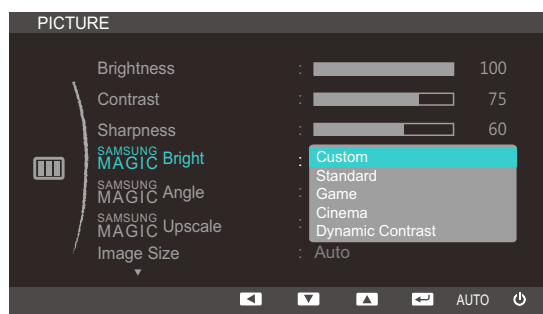 PICTURE
Brightness : 100
Contrast : 75
Sharpness : 60
SAMSUNG MAGIC Bright : Custom
Standard
SAMSUNG MAGIC Angle : Game
Cinema
SAMSUNG MAGIC Upscale : Dynamic Contrast
Image Size : Auto
AUTO